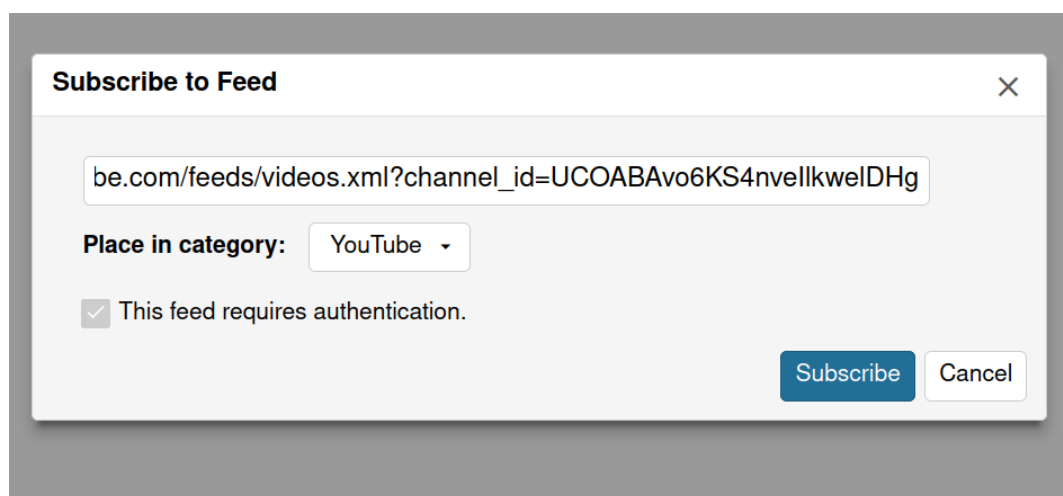 Subscribe to Feed
be.com/feeds/videos.xml?channel_id=UCOABAvo6KS4nveIlkwelDHg
Place in category: YouTube
This feed requires authentication.
Subscribe Cancel